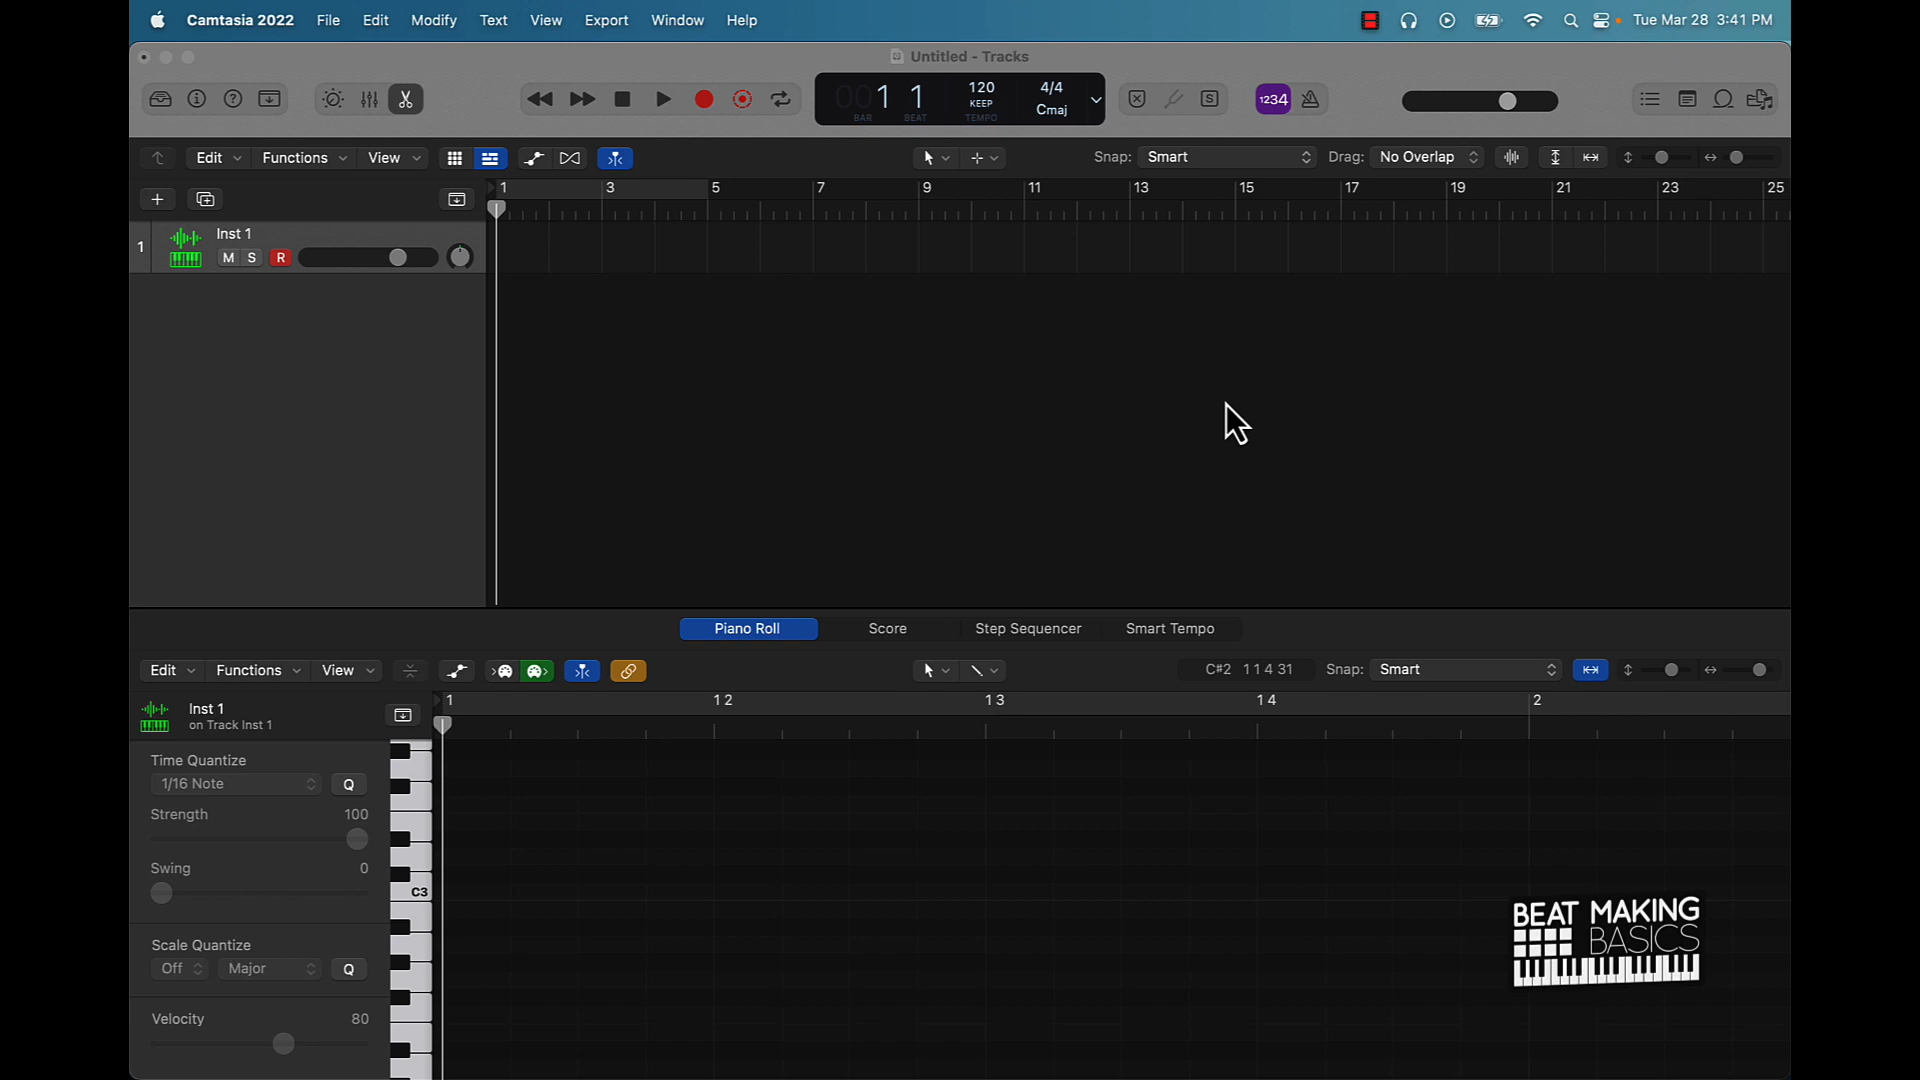 Camtasia 2022 File Edit Modify Text View Export Window Help Tue Mar 28 3:41 PM
Untitled - Tracks
001 1 120 4/4
KEEP Cmaj
BAR BEAT TEMPO
S 1234
Edit Functions View Snap: Smart Drag: No Overlap
1 3 5 7 9 11 13 15 17 19 21 23 25
1 Inst 1
M S R
Piano Roll Score Step Sequencer Smart Tempo
Edit Functions View C#2 1 1 4 31 Snap: Smart
1 1 2 1 3 1 4 2
Inst 1
on Track Inst 1
Time Quantize
1/16 Note Q
Strength 100
Swing 0
C3
Scale Quantize
Off Major Q
Velocity 80
BEAT MAKING
BASICS